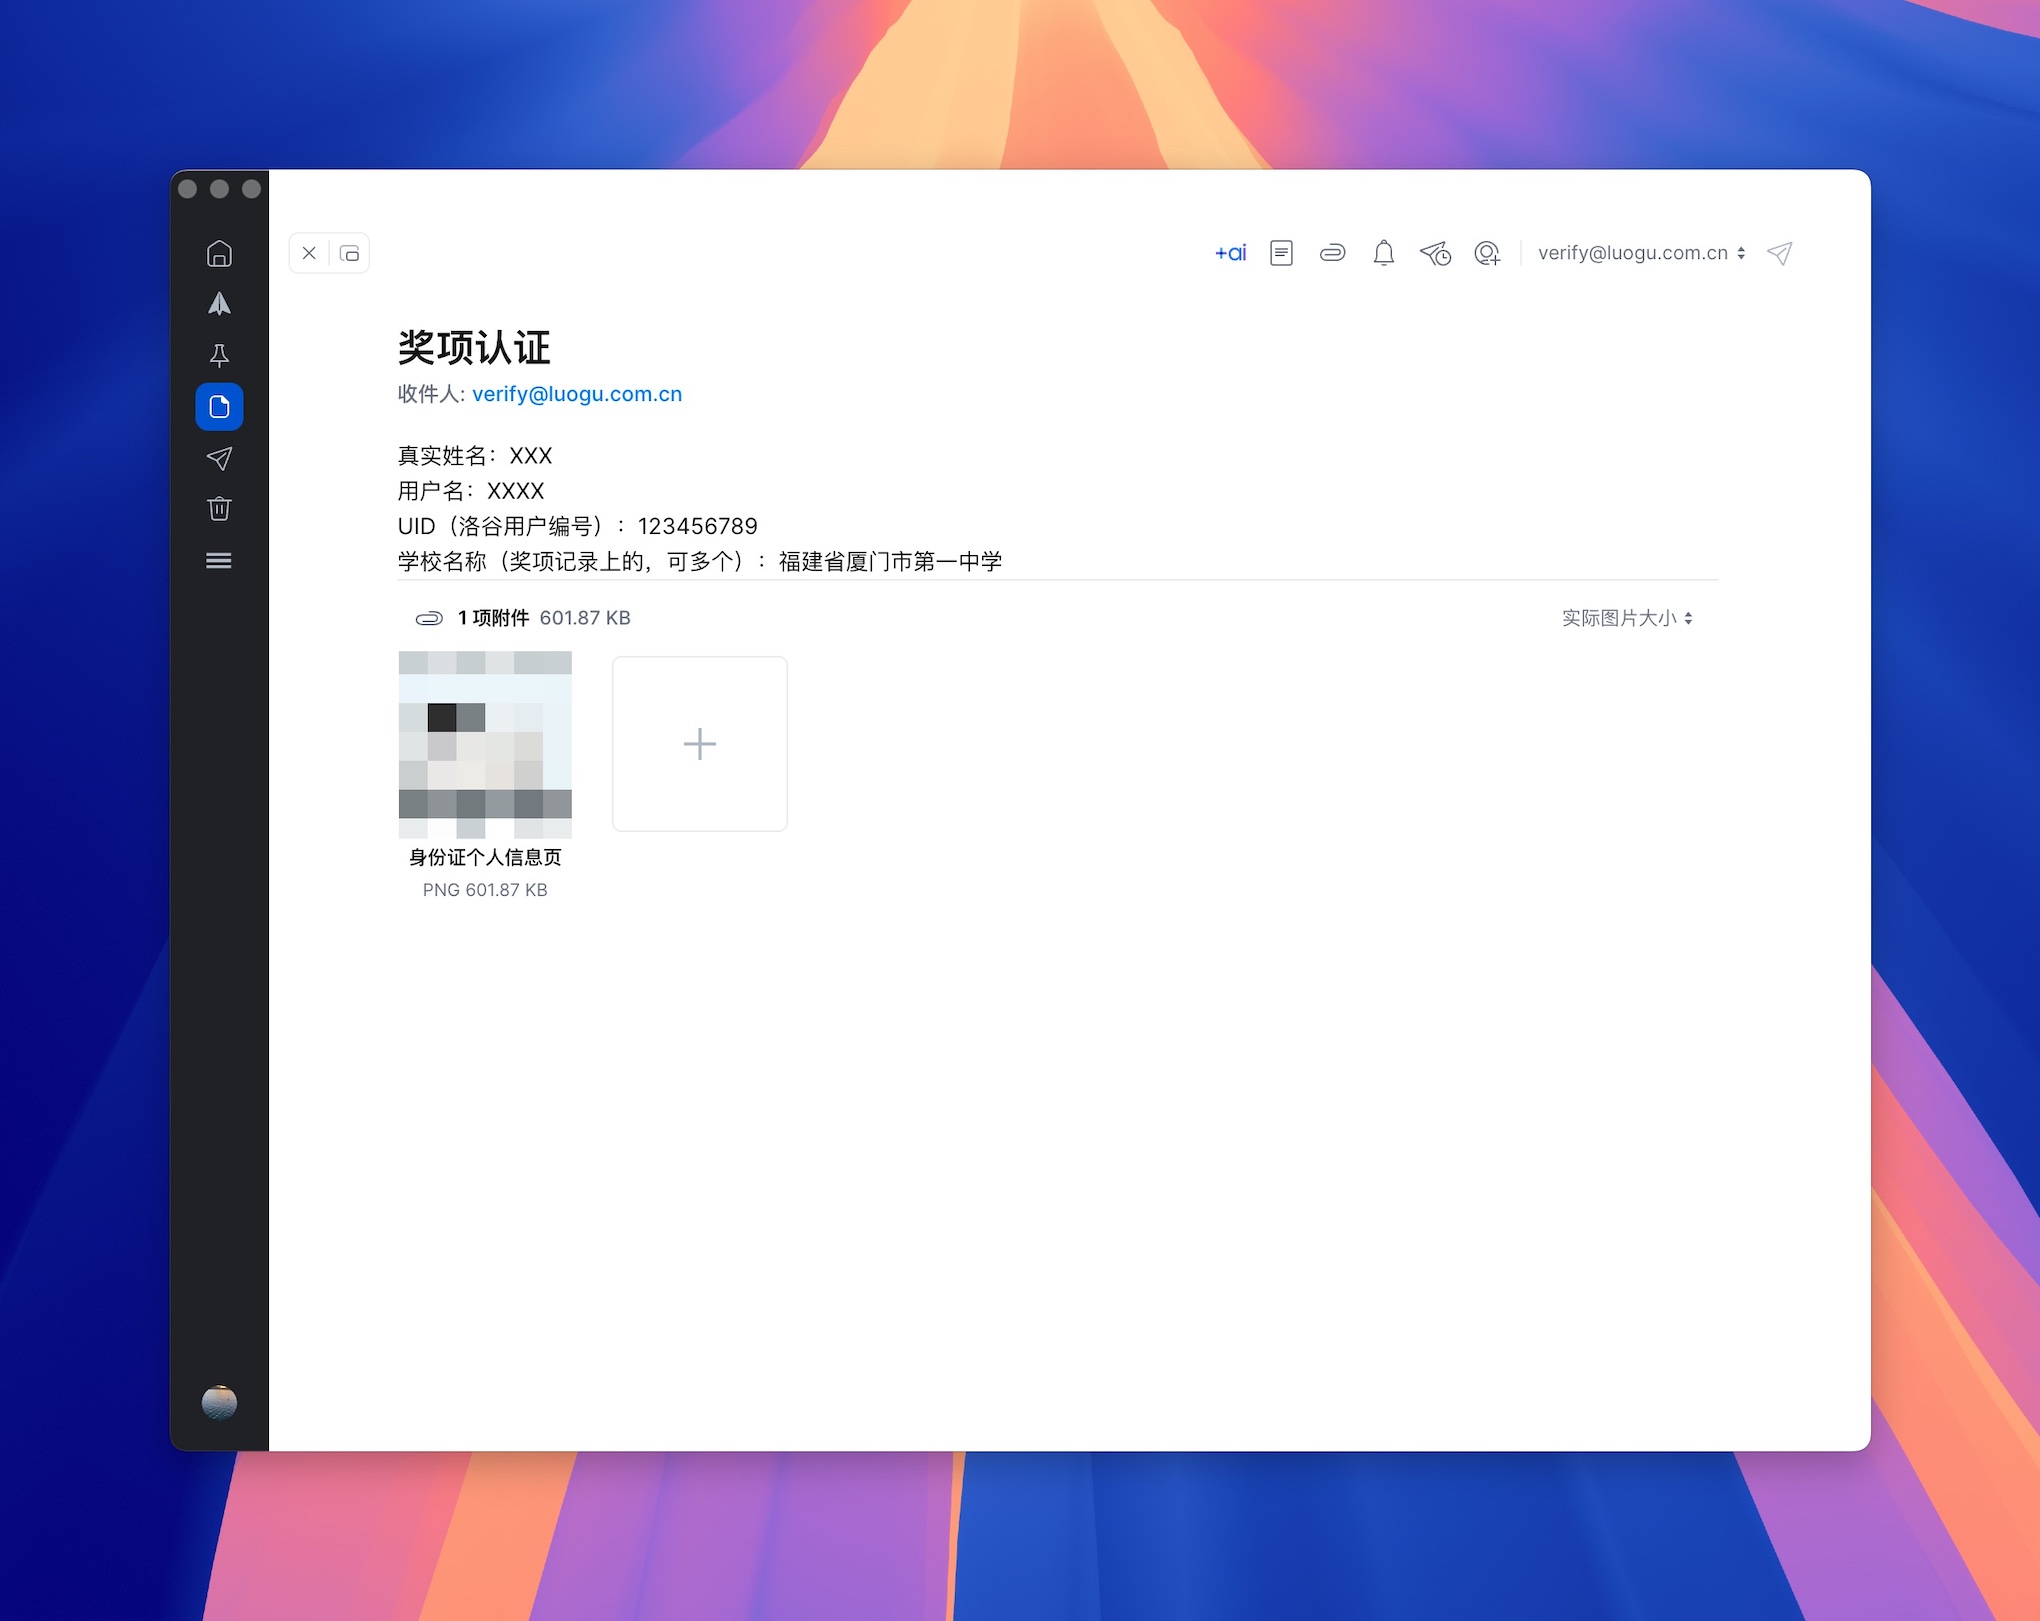 +ai
verify@luogu.com.cn
奖项认证
收件人: verify@luogu.com.cn
真实姓名：XXX
用户名：XXXX
UID（洛谷用户编号）：123456789
学校名称（奖项记录上的，可多个）：福建省厦门市第一中学
1 项附件 601.87 KB
实际图片大小
身份证个人信息页
PNG 601.87 KB